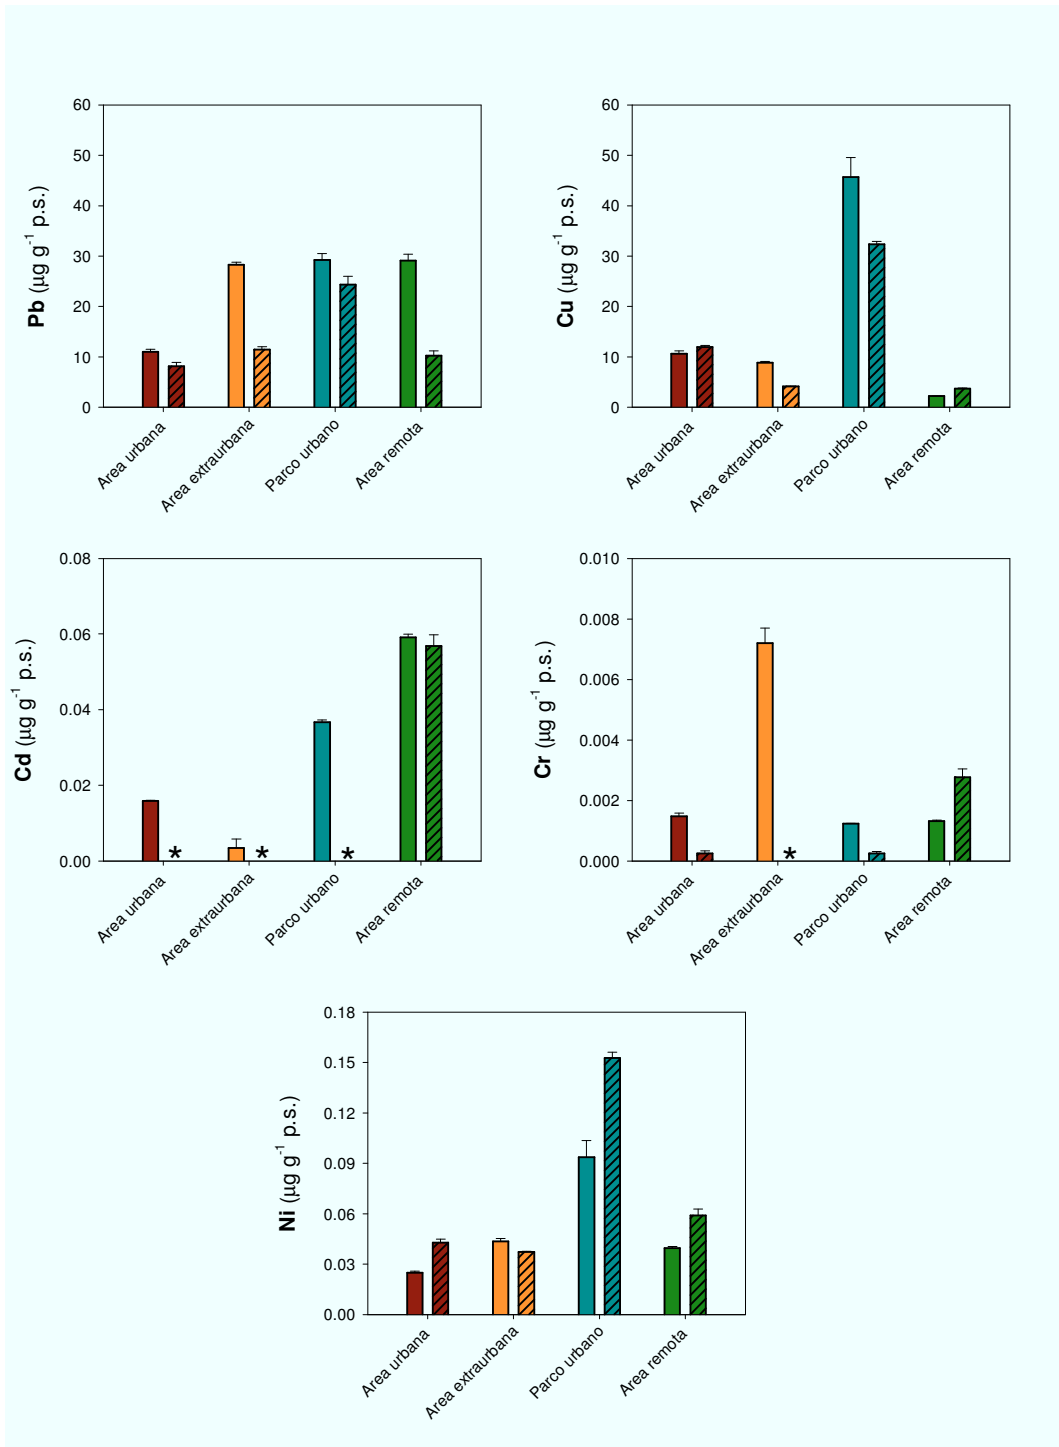 60
50
40
30
20
10
0
Pb (µg g-1 p.s.)
Area urbana
Area extraurbana
Parco urbano
Area remota
60
50
40
30
20
10
0
Cu (µg g-1 p.s.)
Area urbana
Area extraurbana
Parco urbano
Area remota
0.08
0.06
0.04
0.02
0.00
Cd (µg g-1 p.s.)
* * *
Area urbana
Area extraurbana
Parco urbano
Area remota
0.010
0.008
0.006
0.004
0.002
0.000
Cr (µg g-1 p.s.)
*
Area urbana
Area extraurbana
Parco urbano
Area remota
0.18
0.15
0.12
0.09
0.06
0.03
0.00
Ni (µg g-1 p.s.)
Area urbana
Area extraurbana
Parco urbano
Area remota